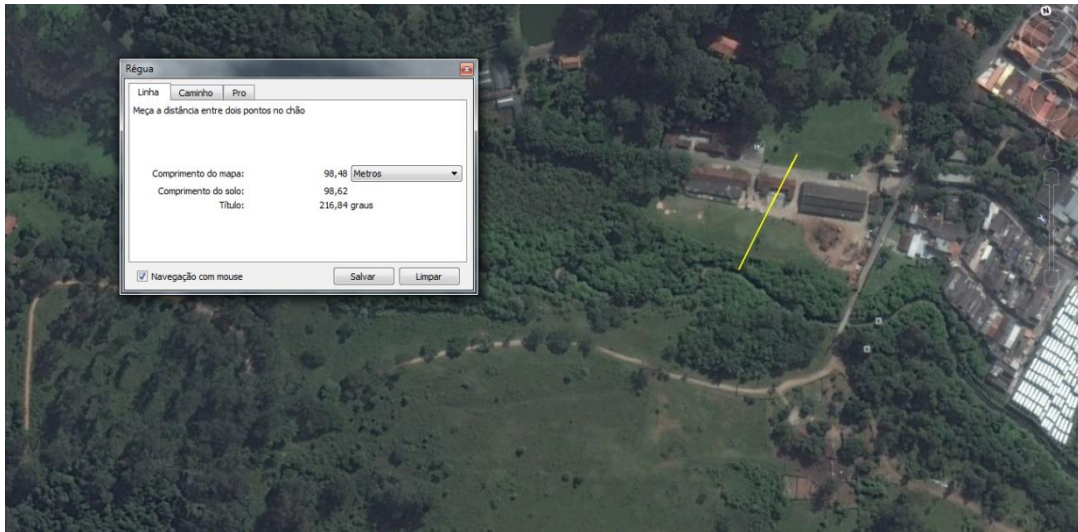 Régua
Linha Caminho Pro
Meça a distância entre dois pontos no chão
Comprimento do mapa: 98,48 Metros
Comprimento do solo: 98,62
Título: 216,84 graus
Navegação com mouse Salvar Limpar
N